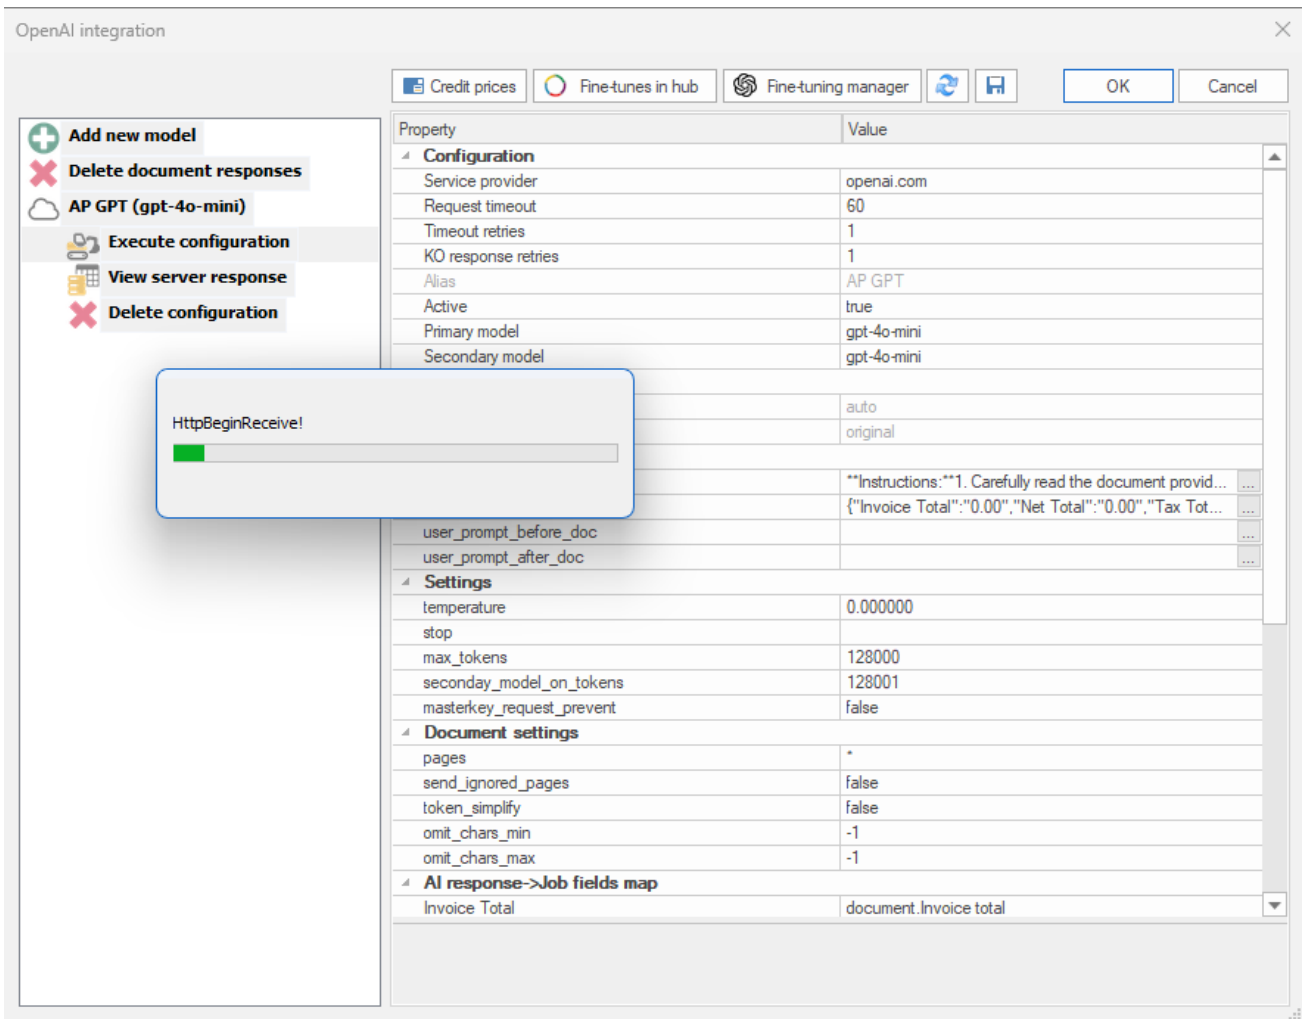 OpenAI integration
Credit prices Fine-tunes in hub Fine-tuning manager OK Cancel
Add new model
Delete document responses
AP GPT (gpt-4o-mini)
Execute configuration
View server response
Delete configuration
HttpBeginReceive!
Property Value
Configuration
Service provider openai.com
Request timeout 60
Timeout retries 1
KO response retries 1
Alias AP GPT
Active true
Primary model gpt-4o-mini
Secondary model gpt-4o-mini
auto
original
**Instructions:**1. Carefully read the document provid... ...
{"Invoice Total":"0.00","Net Total":"0.00","Tax Tot... ...
user_prompt_before_doc ...
user_prompt_after_doc ...
Settings
temperature 0.000000
stop
max_tokens 128000
seconday_model_on_tokens 128001
masterkey_request_prevent false
Document settings
pages *
send_ignored_pages false
token_simplify false
omit_chars_min -1
omit_chars_max -1
AI response->Job fields map
Invoice Total document.Invoice total